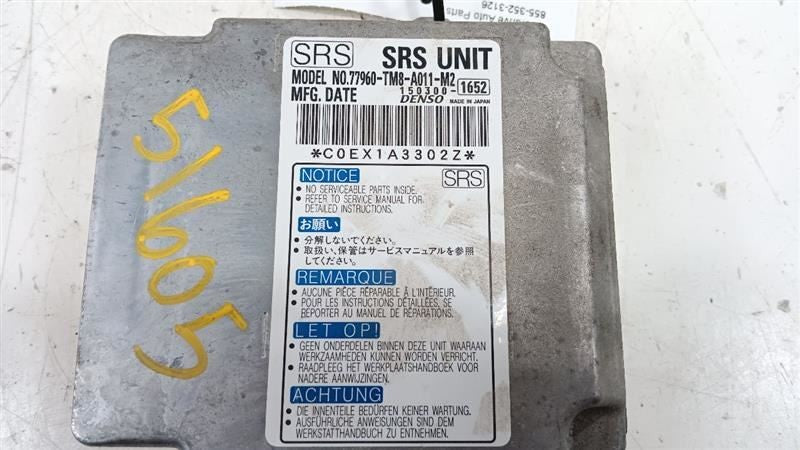 855-352-3126
Auto Parts
SRS SRS UNIT
MODEL NO.77960-TM8-A011-M2
MFG. DATE 150300-1652
DENSO MADE IN JAPAN
*C0EX1A3302Z*
NOTICE SRS
• NO SERVICEABLE PARTS INSIDE.
• REFER TO SERVICE MANUAL FOR
DETAILED INSTRUCTIONS.
お願い
• 分解しないでください。
• 取扱い、保管はサービスマニュアルを参照
してください。
REMARQUE
• AUCUNE PIÈCE RÉPARABLE À L'INTÉRIEUR.
• POUR LES INSTRUCTIONS DÉTAILLÉES, SE
REPORTER AU MANUEL DE RÉPARATIONS.
LET OP!
• GEEN ONDERDELEN BINNEN DEZE UNIT WAARAAN
WERKZAAMHEDEN KUNNEN WORDEN VERRICHT.
• RAADPLEEG HET WERKPLAATSHANDBOEK VOOR
NADERE AANWIJZINGEN.
ACHTUNG
• DIE INNENTEILE BEDÜRFEN KEINER WARTUNG.
• AUSFÜHRLICHE ANWEISUNGEN SIND DEM
WERKSTATTHANDBUCH ZU ENTNEHMEN.
51605